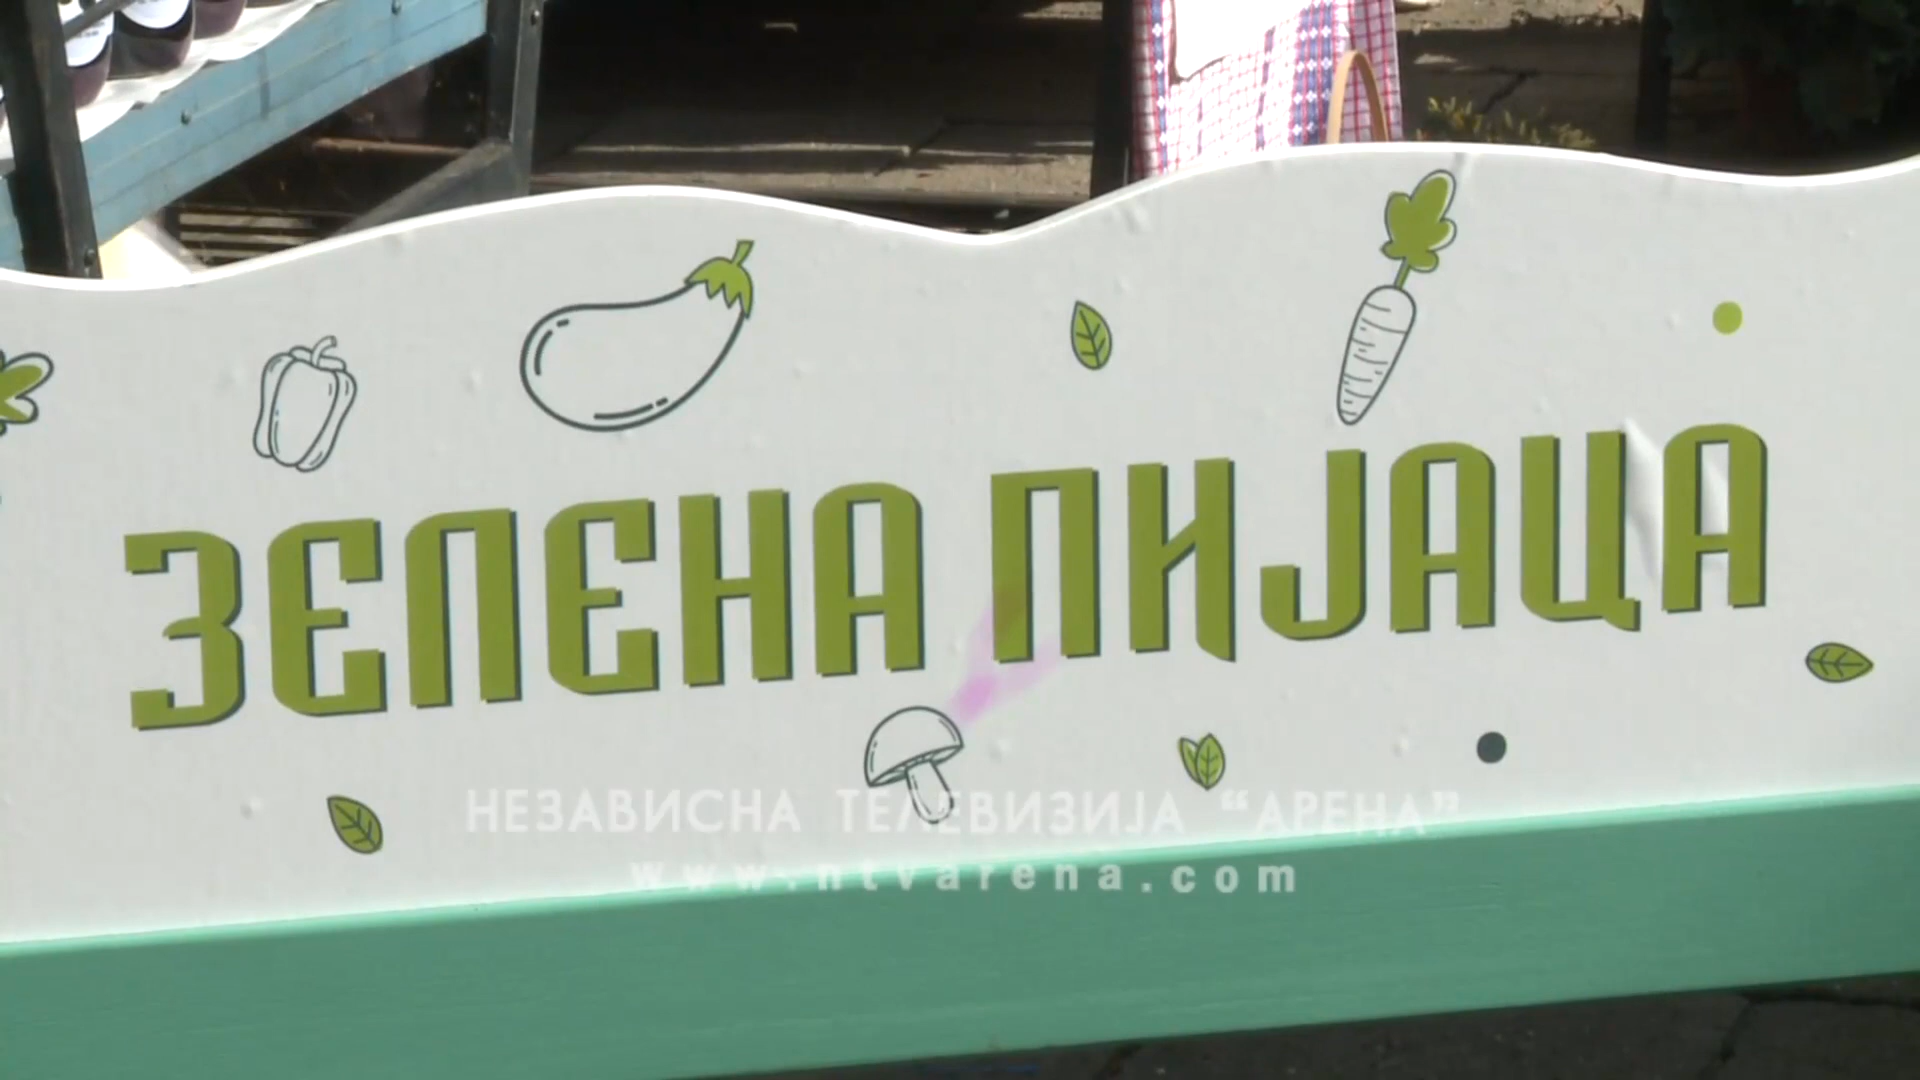 ЗЕЛЕНА ПИЈАЦА
НЕЗАВИСНА ТЕЛЕВИЗИЈА “АРЕНА”
www.ntvarena.com